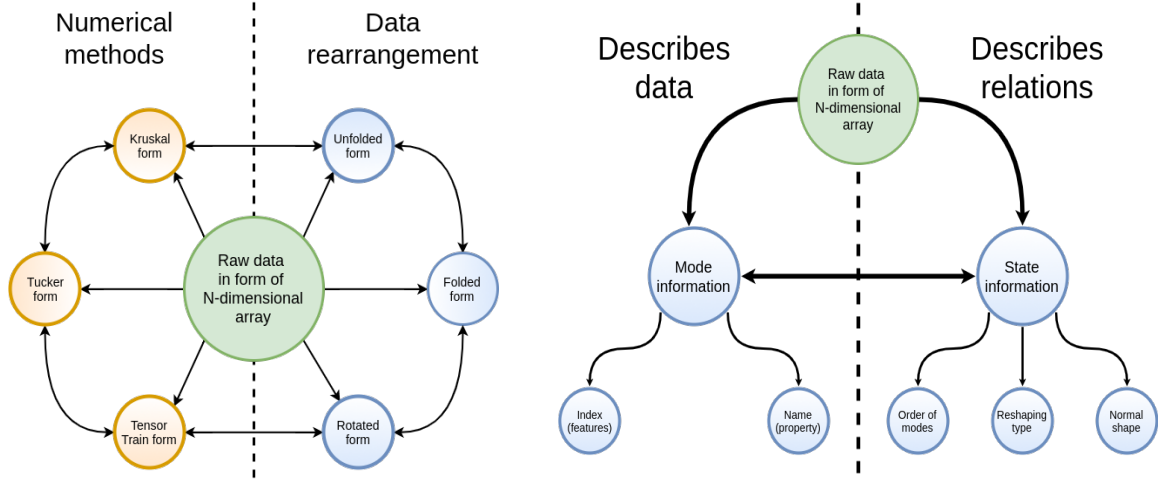 Numerical
methods
Data
rearrangement
Kruskal
form
Unfolded
form
Raw data
in form of
N-dimensional
array
Tucker
form
Folded
form
Tensor
Train form
Rotated
form
Describes
data
Describes
relations
Raw data
in form of
N-dimensional
array
Mode
information
State
information
Index
(features)
Name
(property)
Order of
modes
Reshaping
type
Normal
shape